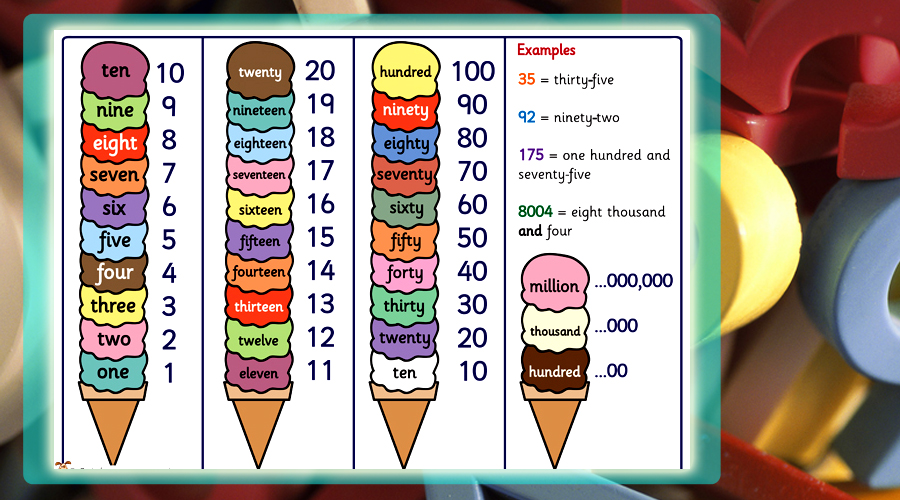 ten 10
nine 9
eight 8
seven 7
six 6
five 5
four 4
three 3
two 2
one 1
twenty 20
nineteen 19
eighteen 18
seventeen 17
sixteen 16
fifteen 15
fourteen 14
thirteen 13
twelve 12
eleven 11
hundred 100
ninety 90
eighty 80
seventy 70
sixty 60
fifty 50
forty 40
thirty 30
twenty 20
ten 10
Examples
35 = thirty-five
92 = ninety-two
175 = one hundred and
seventy-five
8004 = eight thousand
and four
million ...000,000
thousand ...000
hundred ...00